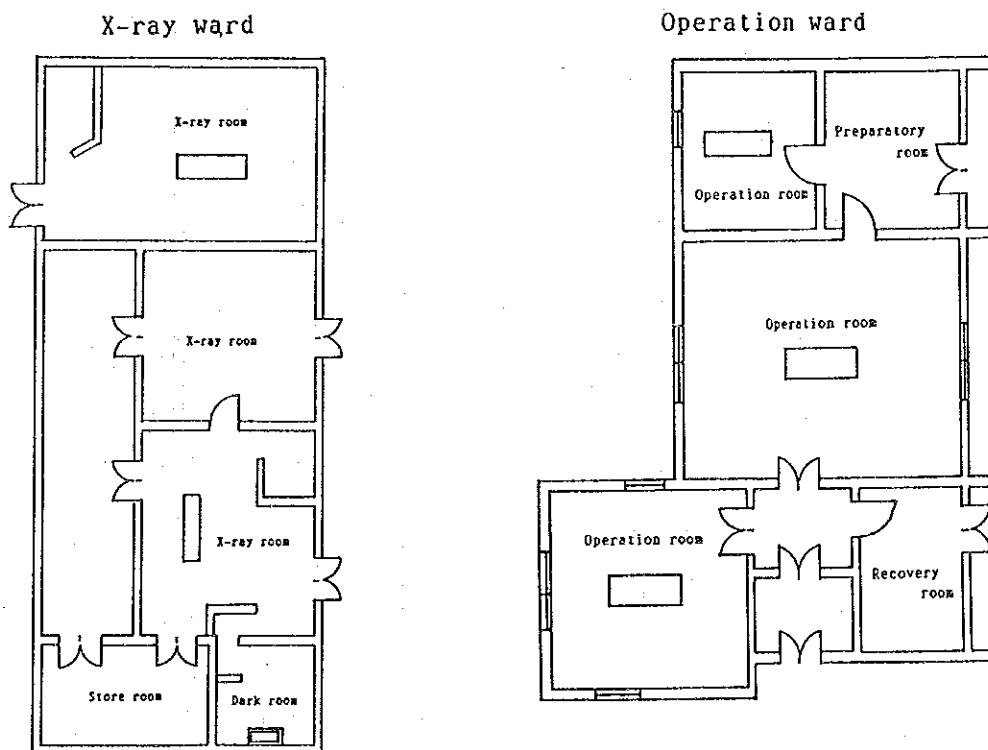 X-ray ward
X-ray room
X-ray room
X-ray room
Store room
Dark room
Operation ward
Preparatory
room
Operation room
Operation room
Operation room
Recovery
room